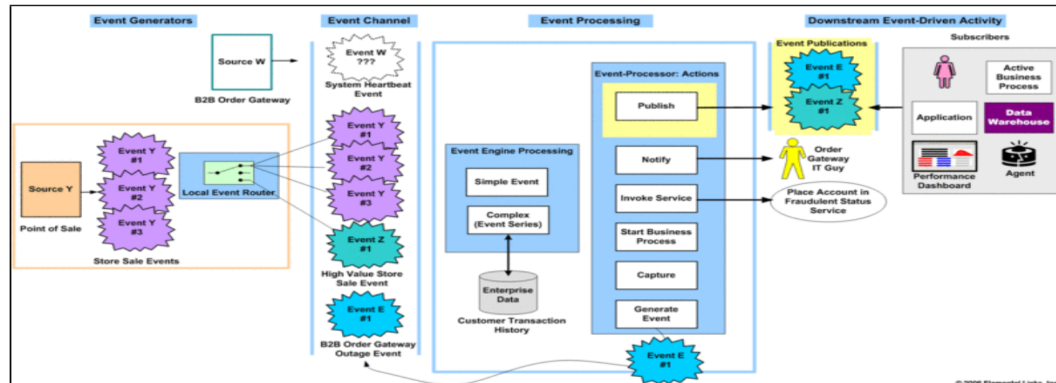 Event Generators
Event Channel
Event Processing
Downstream Event-Driven Activity
Source W
B2B Order Gateway
Event W
???
System Heartbeat
Event
Source Y
Point of Sale
Event Y
#1
Event Y
#2
Event Y
#3
Store Sale Events
Local Event Router
Event Y
#1
Event Y
#2
Event Y
#3
Event Z
#1
High Value Store
Sale Event
Event E
#1
B2B Order Gateway
Outage Event
Event Engine Processing
Simple Event
Complex
(Event Series)
Enterprise
Data
Customer Transaction
History
Event-Processor: Actions
Publish
Notify
Invoke Service
Start Business
Process
Capture
Generate
Event
Event E
#1
Event Publications
Event E
#1
Event Z
#1
Order
Gateway
IT Guy
Place Account in
Fraudulent Status
Service
Subscribers
Active
Business
Process
Application
Data
Warehouse
Performance
Dashboard
Agent